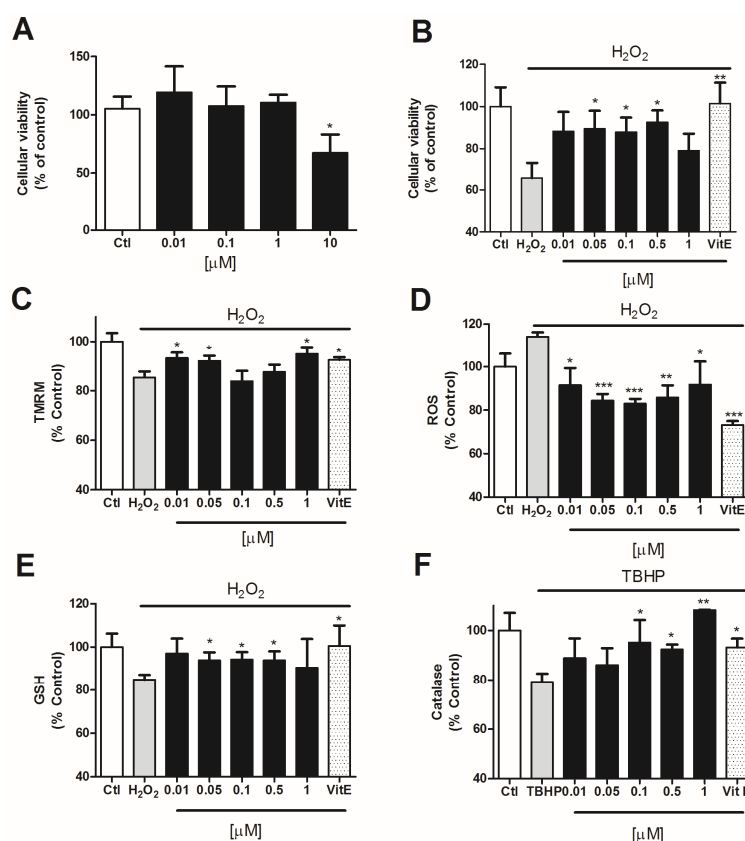 A
Cellular viability
(% of control)
150
100
50
0
*
Ctl 0.01 0.1 1 10
[µM]
B
H₂O₂
Cellular viability
(% of control)
120
100
80
60
40
* * * **
Ctl H₂O₂ 0.01 0.05 0.1 0.5 1 VitE
[µM]
C
H₂O₂
TMRM
(% Control)
100
80
60
40
* * * *
Ctl H₂O₂ 0.01 0.05 0.1 0.5 1 VitE
[µM]
D
H₂O₂
ROS
(% Control)
120
100
80
60
40
* *** *** ** * ***
Ctl H₂O₂ 0.01 0.05 0.1 0.5 1 VitE
[µM]
E
H₂O₂
GSH
(% Control)
120
100
80
60
40
* * * *
Ctl H₂O₂ 0.01 0.05 0.1 0.5 1 VitE
[µM]
F
TBHP
Catalase
(% Control)
100
80
60
40
* * ** *
Ctl TBHP 0.01 0.05 0.1 0.5 1 Vit
[µM]